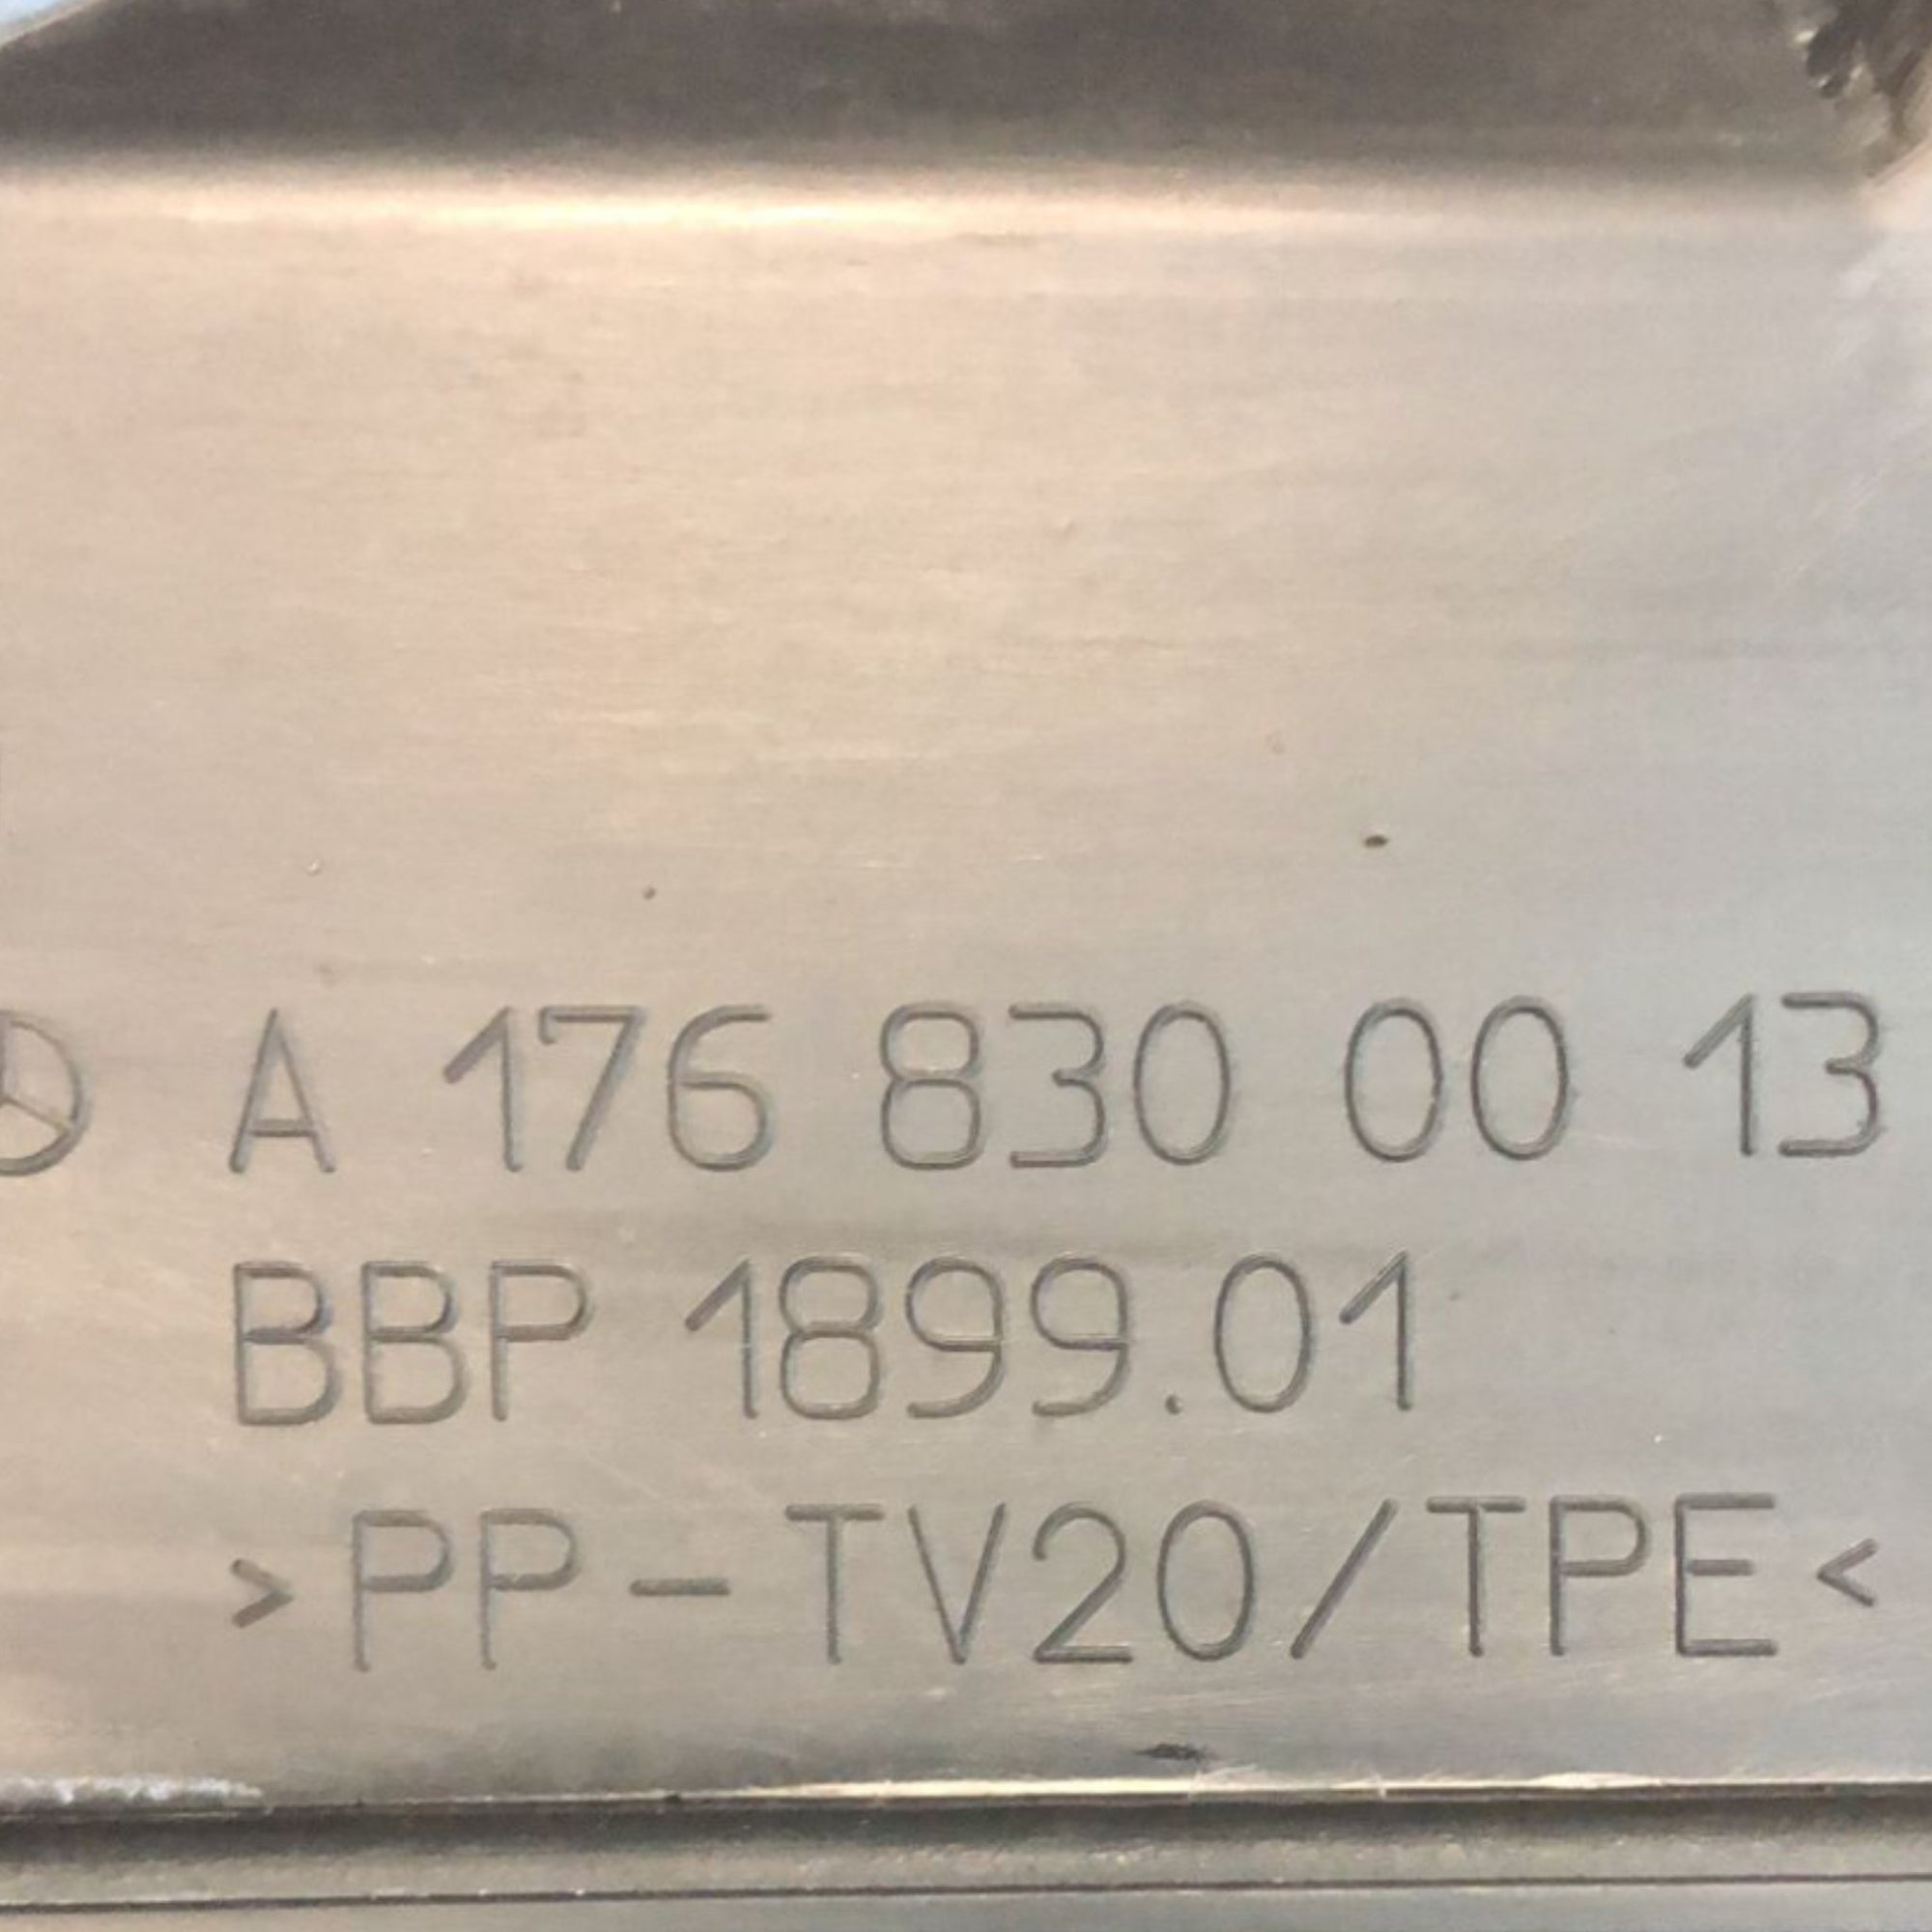 A 176 830 00 13
BBP 1899.01
>PP-TV20/TPE<